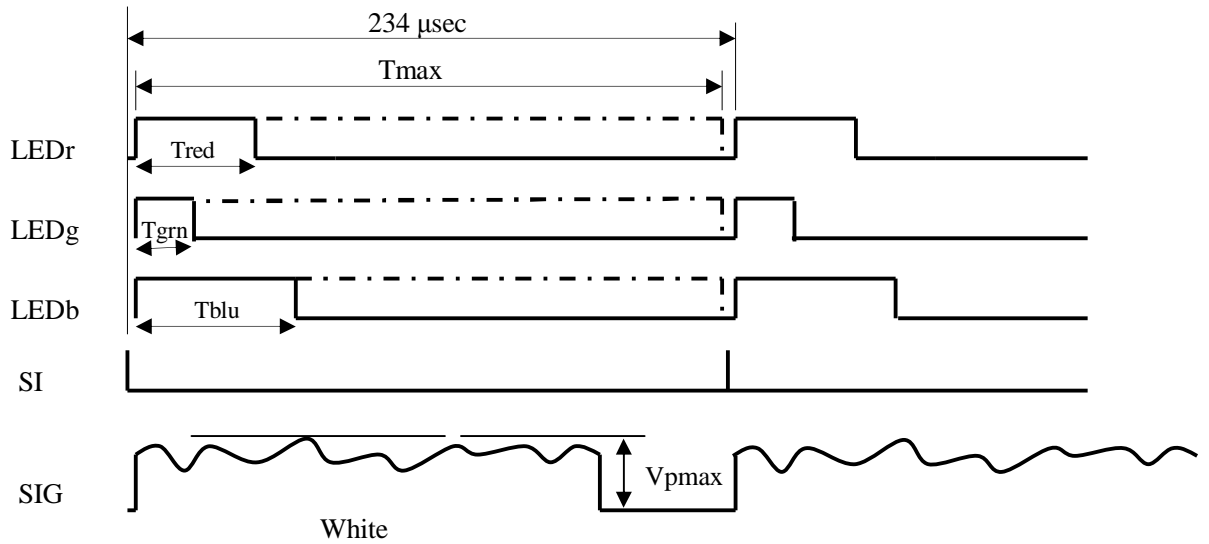 234 μsec
Tmax
LEDr
Tred
LEDg
Tgrn
LEDb
Tblu
SI
SIG
Vpmax
White